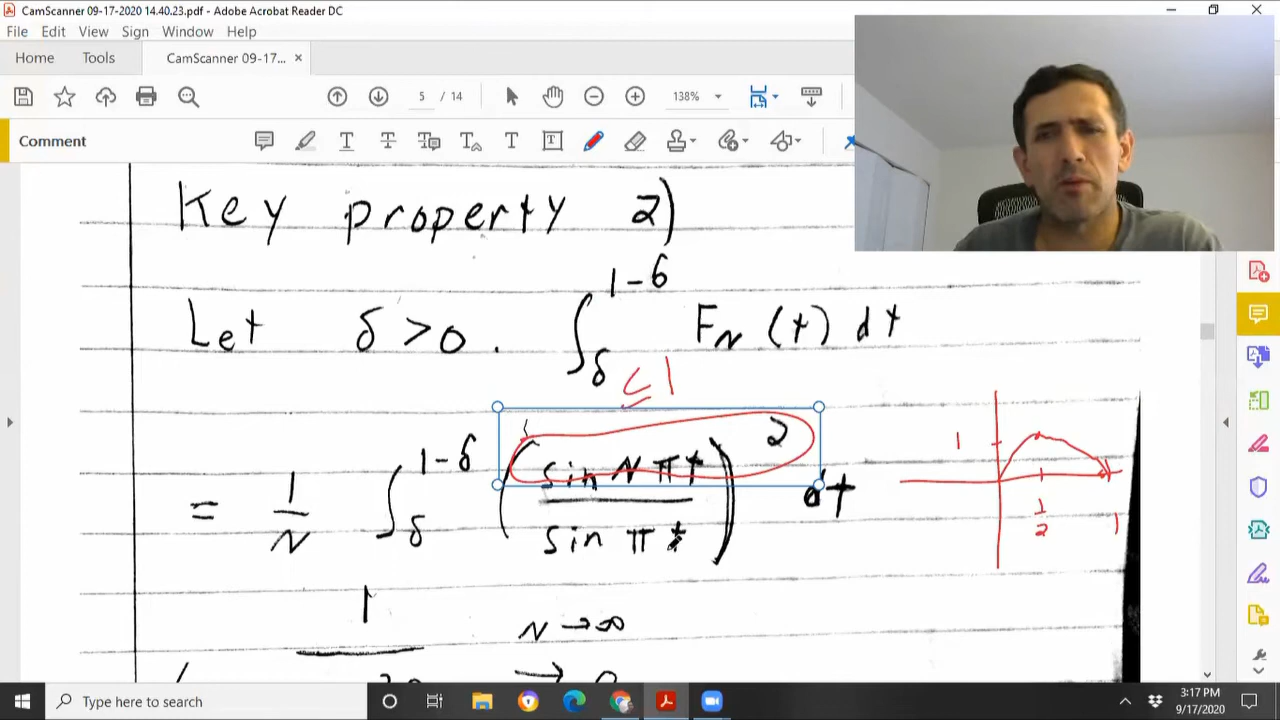 CamScanner 09-17-2020 14.40.23.pdf - Adobe Acrobat Reader DC
File Edit View Sign Window Help
Home Tools CamScanner 09-17... ×
5 / 14 138%
Comment
Key property 2)
Let δ > 0. ∫_δ^{1-δ} F_N (t) dt
≤ 1
= 1/N ∫_δ^{1-δ} (sin Nπt / sin πt)^2 dt
1
1/2 1
1
N → ∞
→ 0
Type here to search
3:17 PM
9/17/2020